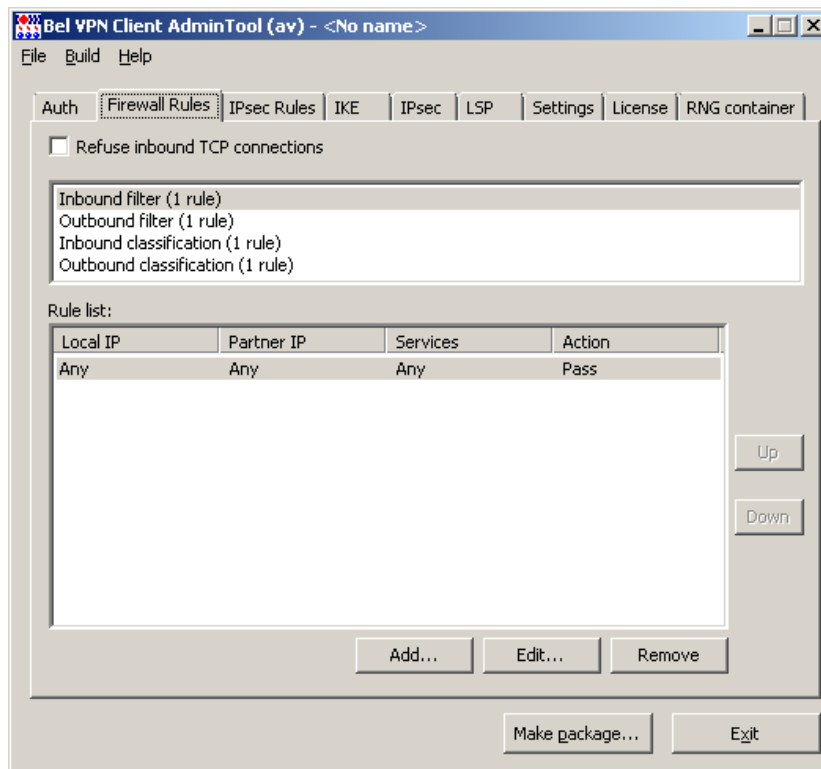 Bel VPN Client AdminTool (av) - <No name>
File Build Help
Auth Firewall Rules IPsec Rules IKE IPsec LSP Settings License RNG container
Refuse inbound TCP connections
Inbound filter (1 rule)
Outbound filter (1 rule)
Inbound classification (1 rule)
Outbound classification (1 rule)
Rule list:
Local IP Partner IP Services Action
Any Any Any Pass
Up
Down
Add... Edit... Remove
Make package... Exit